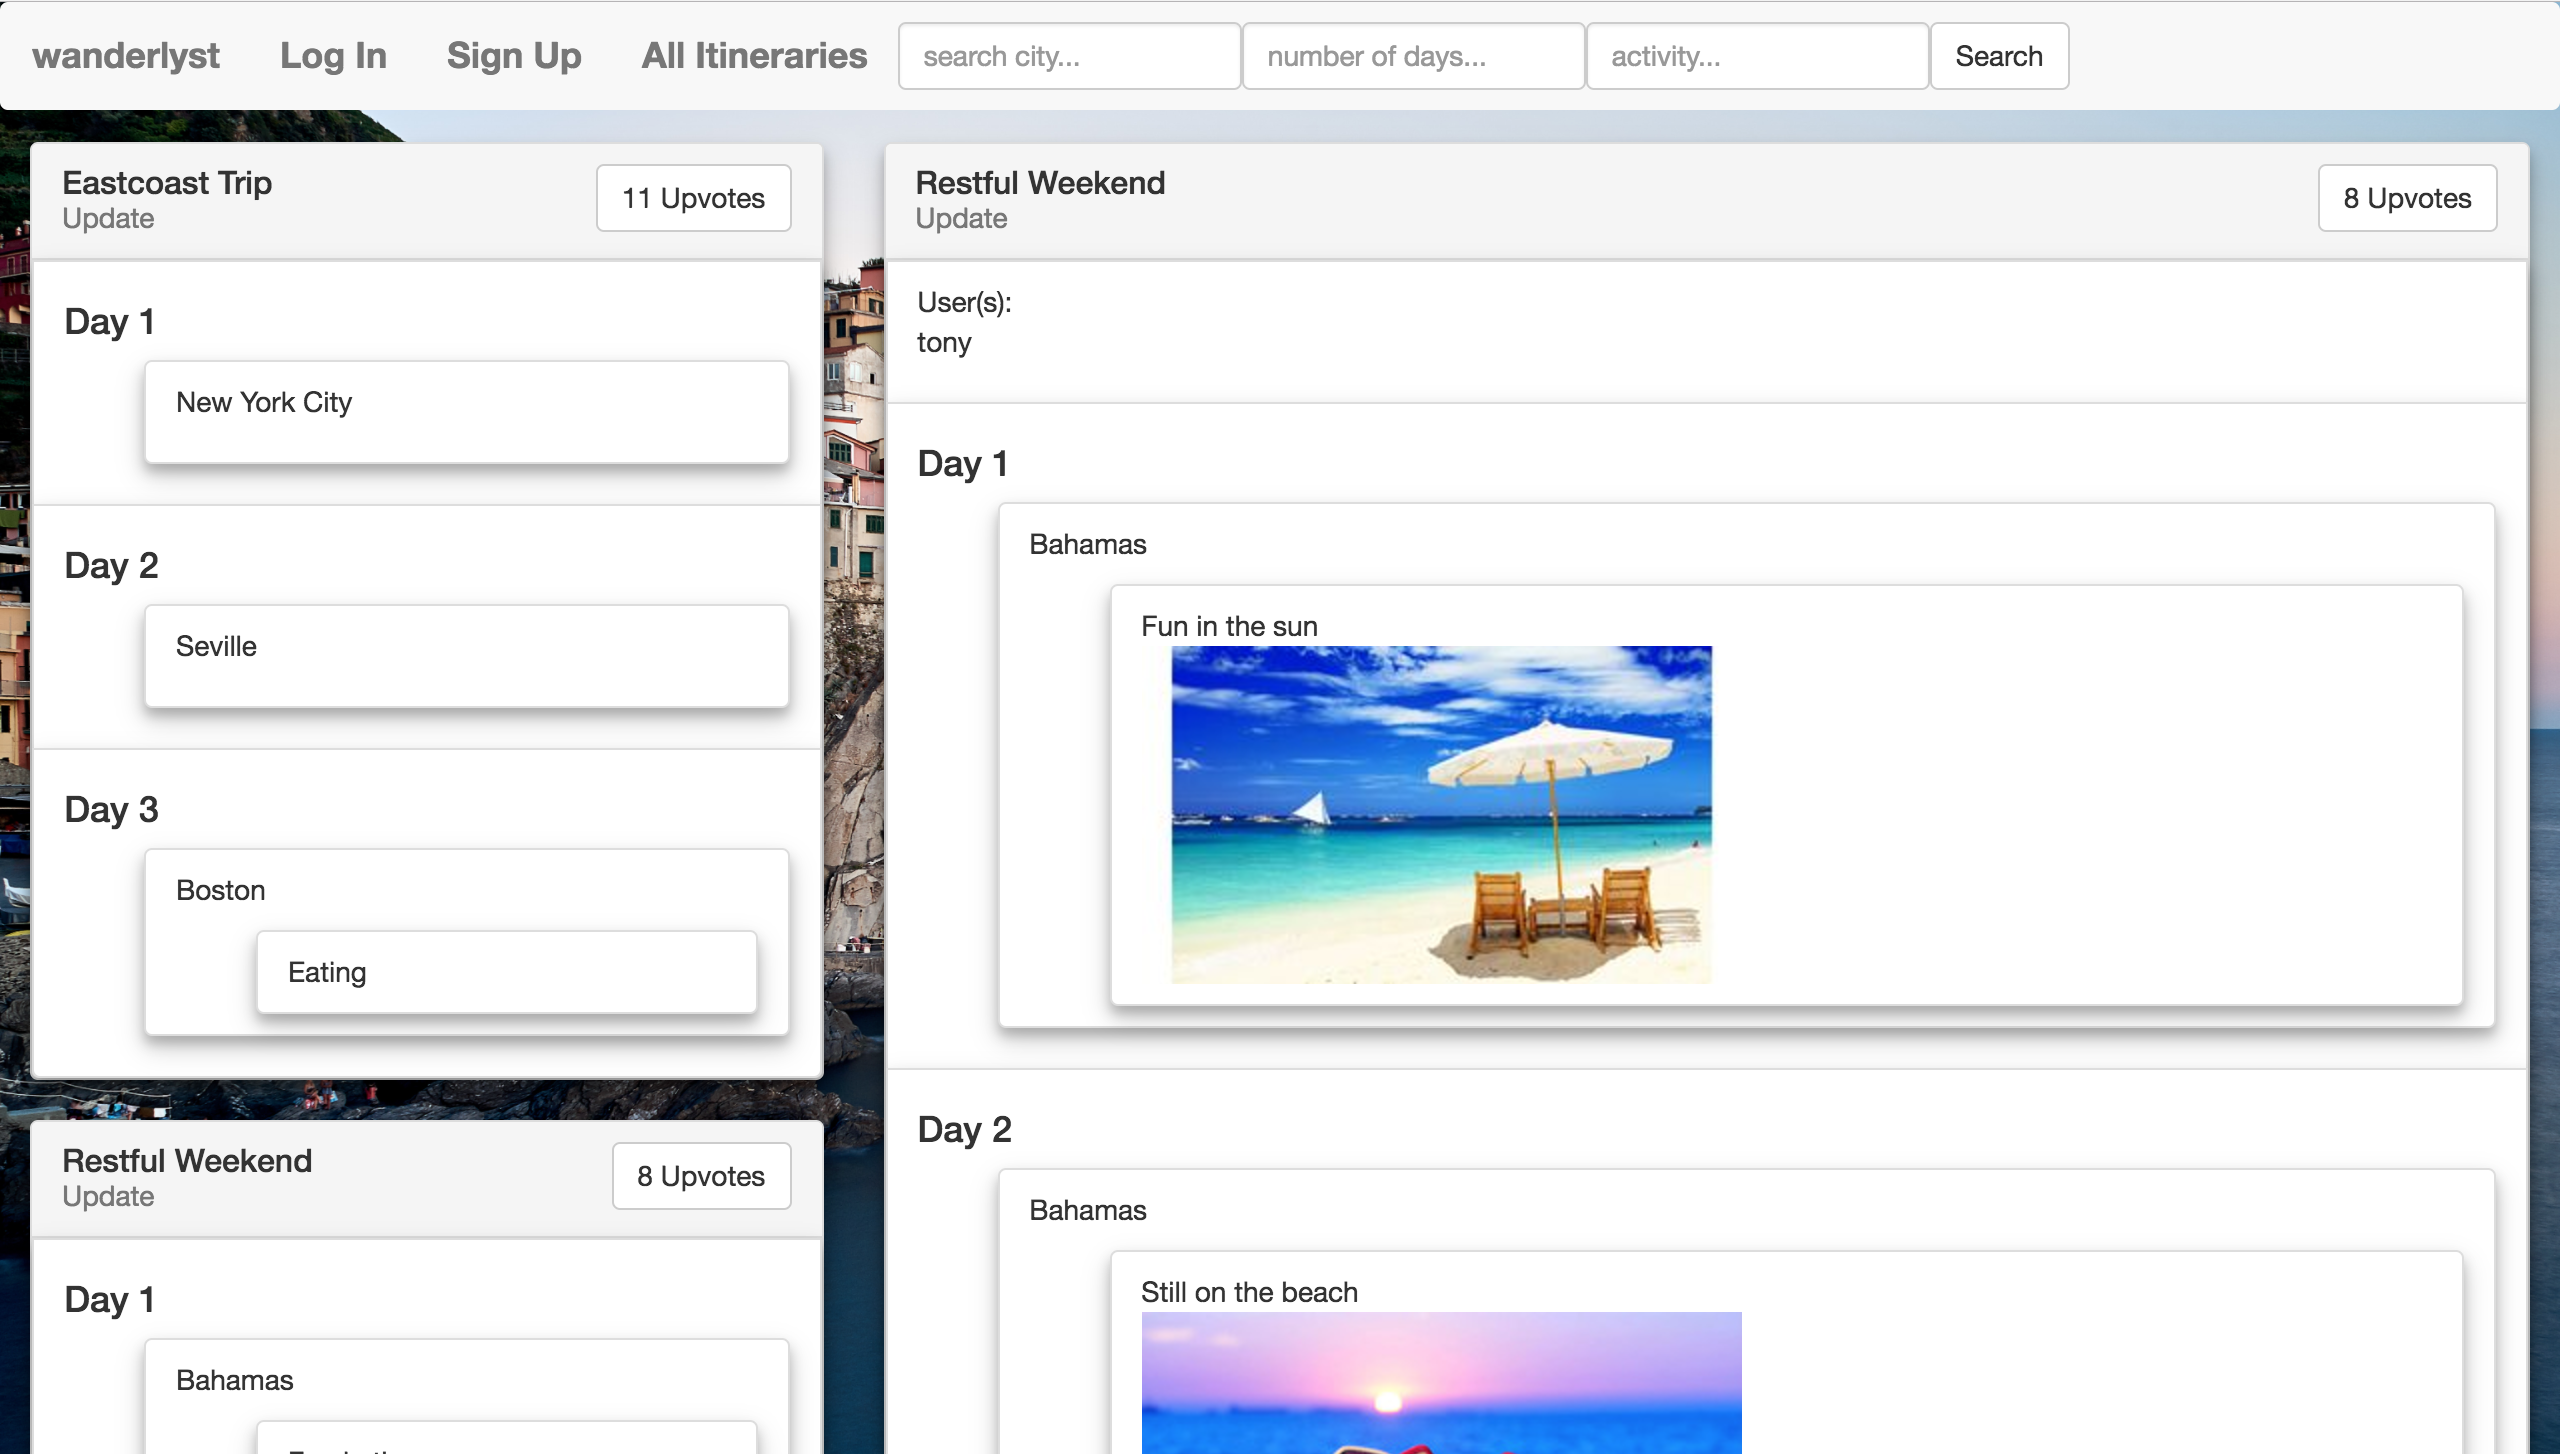 wanderlyst Log In Sign Up All Itineraries search city... number of days... activity... Search
Eastcoast Trip
Update
11 Upvotes
Day 1
New York City
Day 2
Seville
Day 3
Boston
Eating
Restful Weekend
Update
8 Upvotes
Day 1
Bahamas
Restful Weekend
Update
8 Upvotes
User(s):
tony
Day 1
Bahamas
Fun in the sun
Day 2
Bahamas
Still on the beach